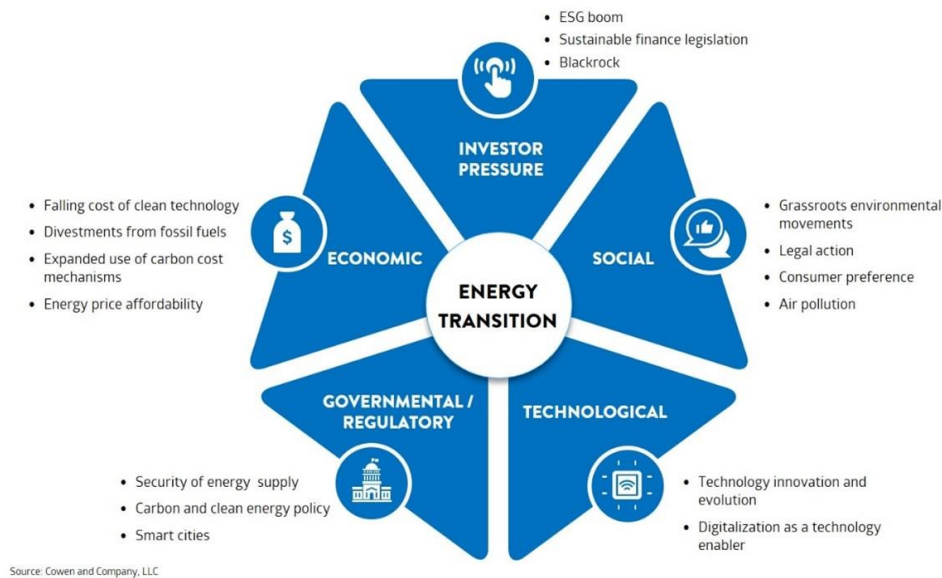 • ESG boom
• Sustainable finance legislation
• Blackrock
INVESTOR
PRESSURE
• Falling cost of clean technology
• Divestments from fossil fuels
• Expanded use of carbon cost
mechanisms
• Energy price affordability
$
ECONOMIC
SOCIAL
• Grassroots environmental
movements
• Legal action
• Consumer preference
• Air pollution
ENERGY
TRANSITION
GOVERNMENTAL /
REGULATORY
TECHNOLOGICAL
• Security of energy supply
• Carbon and clean energy policy
• Smart cities
• Technology innovation and
evolution
• Digitalization as a technology
enabler
Source: Cowen and Company, LLC